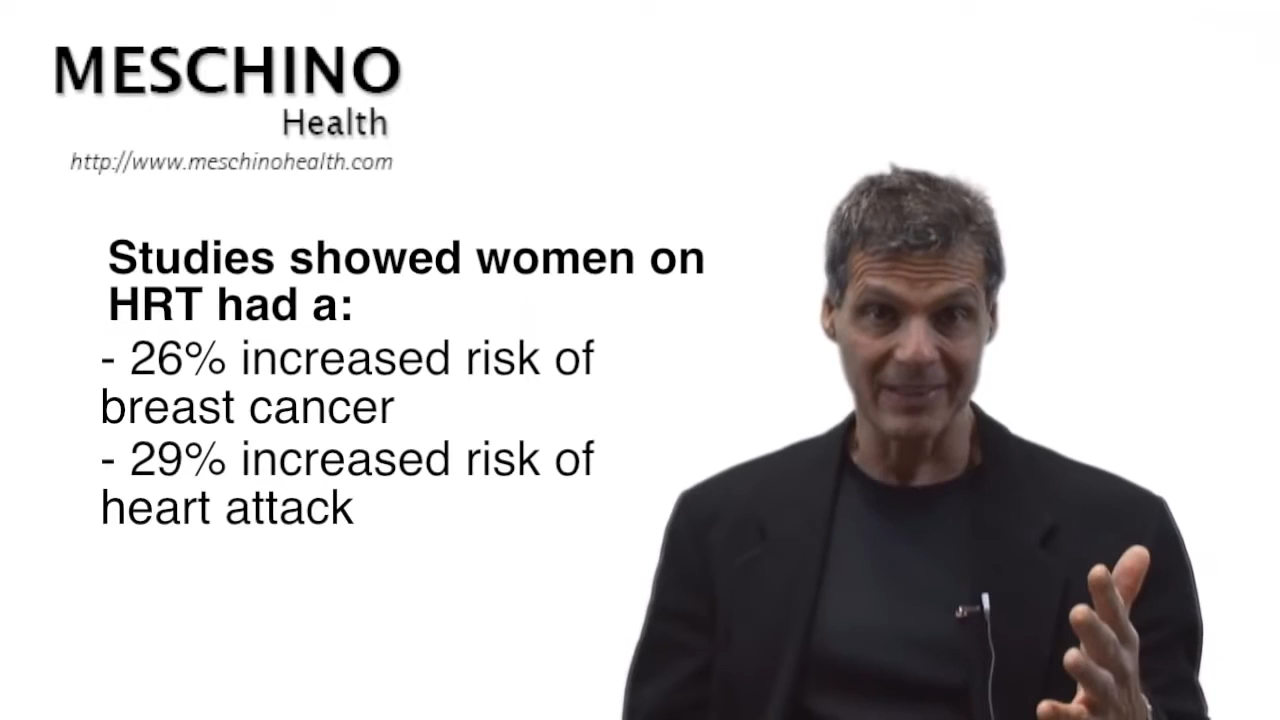 MESCHINO
Health
http://www.meschinohealth.com
Studies showed women on
HRT had a:
- 26% increased risk of
breast cancer
- 29% increased risk of
heart attack